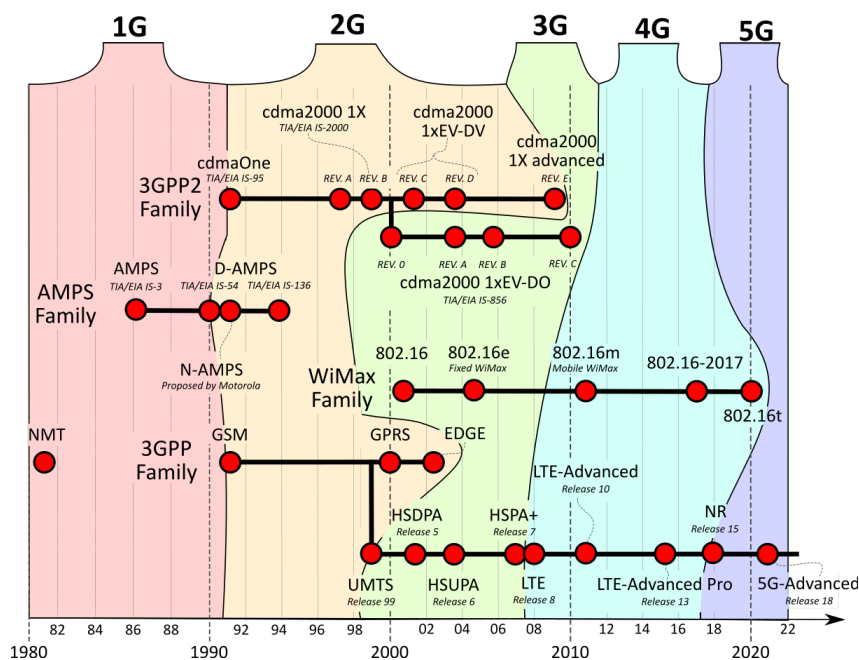 1G 2G 3G 4G 5G
cdma2000 1X
TIA/EIA IS-2000
cdma2000
1xEV-DV
cdma2000
1X advanced
cdmaOne
TIA/EIA IS-95
REV. A
REV. B
REV. C
REV. D
REV. E
3GPP2
Family
REV. 0
REV. A
REV. B
REV. C
cdma2000 1xEV-DO
TIA/EIA IS-856
AMPS
TIA/EIA IS-3
D-AMPS
TIA/EIA IS-54
TIA/EIA IS-136
AMPS
Family
N-AMPS
Proposed by Motorola
WiMax
Family
802.16
802.16e
Fixed WiMax
802.16m
Mobile WiMax
802.16-2017
802.16t
NMT
3GPP
Family
GSM
GPRS
EDGE
LTE-Advanced
Release 10
HSDPA
Release 5
HSPA+
Release 7
NR
Release 15
UMTS
Release 99
HSUPA
Release 6
LTE
Release 8
LTE-Advanced Pro
Release 13
5G-Advanced
Release 18
82 84 86 88 92 94 96 98 02 04 06 08 12 14 16 18 22
1980 1990 2000 2010 2020